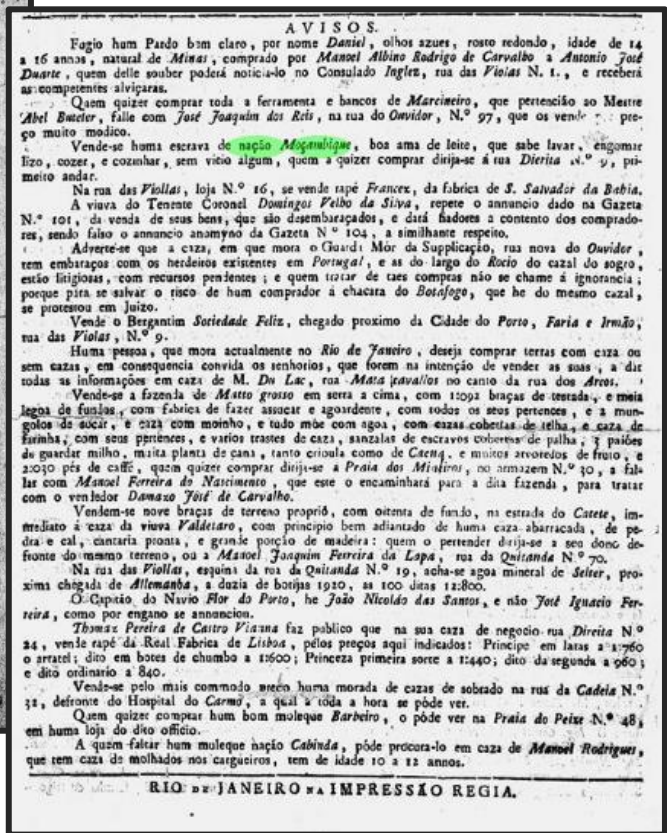 AVISOS.
Fugio hum Pardo bem claro, por nome Daniel, olhos azues, rosto redondo, idade de 14
a 16 annos, natural de Minas, comprado por Manoel Albino Rodrigo de Carvalho a Antonio José
Duarte, quem delle souber poderá noticia-lo no Consulado Inglez, rua das Violas N. 1., e receberá
as competentes alviçaras.
Quem quizer comprar toda a ferramenta e bancos de Marcineiro, que pertencião ao Mestre
Abel Buteler, falle com José Joaquim dos Reis, na rua do Ouvidor, N.º 97, que os vende pre-
ço muito modico.
Vende-se huma escrava de nação Moçambique, boa ama de leite, que sabe lavar, engomar
lizo, cozer, e cozinhar, sem vicio algum, quem a quizer comprar dirija-se á rua Dierita N.º 9, pri-
meiro andar.
Na rua das Viollas, loja N.º 16, se vende rapé Francez, da fabrica de S. Salvador da Bahia.
A viuva do Tenente Coronel Domingos Velho da Silva, repete o annuncio dado na Gazeta
N.º 101, da venda de seus bens, que são desembaraçados, e dará fiadores a contento dos comprado-
res, sendo falso o annuncio anomyno da Gazeta N º 104, a similhante respeito.
Adverte-se que a caza, em que mora o Guarda Mór da Supplicação, rua nova do Ouvidor,
tem embaraços com os herdeiros existentes em Portugal, e as do largo do Rocio do cazal do sogro,
estão litigiosas, com recursos pendentes; e quem tratar de taes compras não se chame á ignorancia;
porque para se salvar o risco de hum comprador á chacara do Botafogo, que he do mesmo cazal,
se protestou em Juizo.
Vende o Bergantim Sociedade Feliz, chegado proximo da Cidade do Porto, Faria e Irmão,
rua das Violas, N.º 9.
Huma pessoa, que mora actualmente no Rio de Janeiro, deseja comprar terras com caza ou
sem cazas, em consequencia convida os senhorios, que forem na intenção de vender as suas, a dar
todas as informações em caza de M. Du Lac, rua Mata cavallos no canto da rua dos Arcos.
Vende-se a fazenda de Matto grosso em serra a cima, com 1:092 braças de testada, e meia
legoa de fundos, com fabrica de fazer assucar e agoardente, com todos os seus pertences, e 2 mun-
golos de sucar, e caza com moinho, e tudo móe com agoa, com cazas cobertas de telha, e caza de
farinha, com seus pertences, e varios trastes de caza, sanzalas de escravos cobertas de palha, 3 paióes
de guardar milho, muita planta de cana, tanto crioula como de Caena, e muitos arvoredos de fruto, e
2:030 pés de caffé, quem quizer comprar dirija-se a Praia dos Mineiros, no armazem N.º 30, a fal-
lar com Manoel Ferreira do Nascimento, que este o encaminhará para a dita fazenda, para tratar
com o vendedor Damazo José de Carvalho.
Vendem-se nove braças de terreno proprió, com oitenta de fundo, na estrada do Catete, im-
mediato á caza da viuva Valdetaro, com principio bem adiantado de huma caza abarracada, de pe-
dra e cal, cantaria pronta, e grande porção de madeira: quem o pertender dirija-se a seo dono de-
fronte do mesmo terreno, ou a Manoel Joaquim Ferreira da Lapa, rua da Quitanda N.º 70.
Na rua das Viollas, esquina da rua da Quitanda N.º 19, acha-se agoa mineral de Selter, pro-
xima chegada de Allemanha, a duzia de botijas 1920, as 100 ditas 12:800.
O Capitão do Navio Flor do Porto, he João Nicoláo das Santos, e não José Ignacio Fer-
reira, como por engano se annunciou.
Thomaz Pereira de Castro Vianna faz publico que na sua caza de negocio rua Direita N.º
24, vende rapé da Real Fabrica de Lisboa, pelos preços aqui indicados: Principe em latas a 1:760
o arratel; dito em botes de chumbo a 1:600; Princeza primeira sorte a 1:440; dito da segunda a 960;
e dito ordinario a 840.
Vende-se pelo mais commodo preço huma morada de cazas de sobrado na rua da Cadeia N.º
32, defronte do Hospital do Carmo, a qual a toda a hora se póde ver.
Quem quizer comprar hum bom muleque Barbeiro, o póde ver na Praia do Peixe N.º 48,
em huma loja do dito officio.
A quem faltar hum muleque nação Cabinda, póde procura-lo em caza de Manoel Rodrigues,
que tem caza de molhados nos cargueiros, tem de idade 10 a 12 annos.
RIO DE JANEIRO NA IMPRESSÃO REGIA.